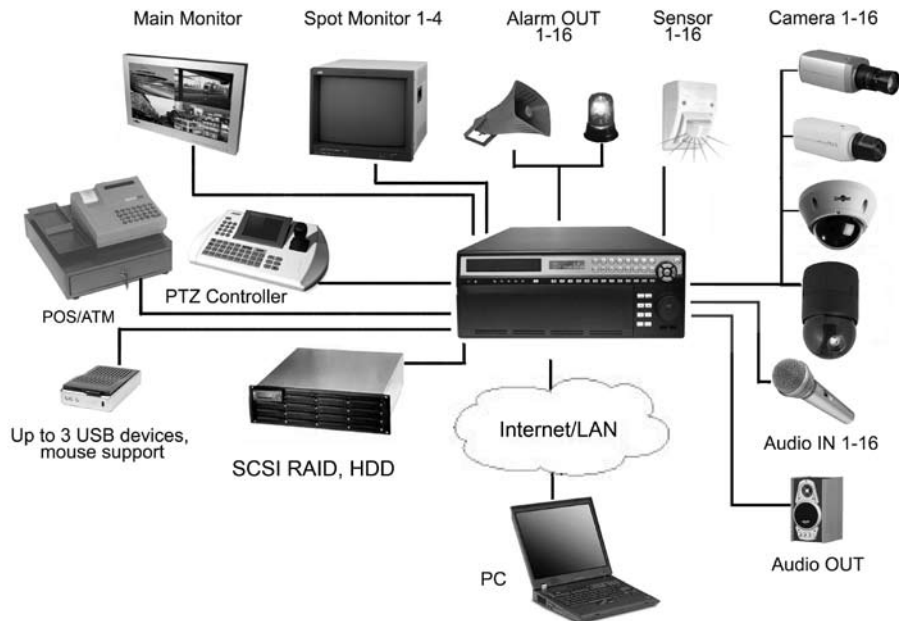 Main Monitor
Spot Monitor 1-4
Alarm OUT
1-16
Sensor
1-16
Camera 1-16
POS/ATM
PTZ Controller
Up to 3 USB devices,
mouse support
SCSI RAID, HDD
Internet/LAN
Audio IN 1-16
PC
Audio OUT